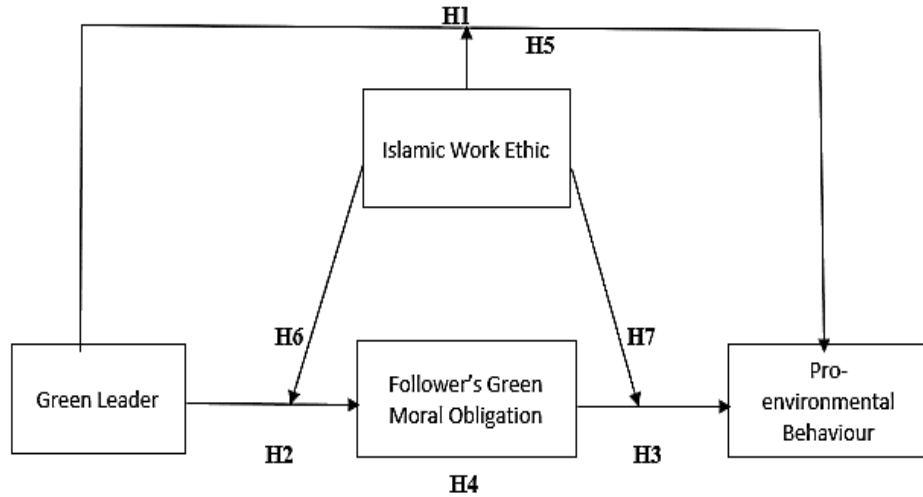 H1
H5
Islamic Work Ethic
H6
H7
Green Leader
Follower's Green
Moral Obligation
Pro-
environmental
Behaviour
H2
H3
H4